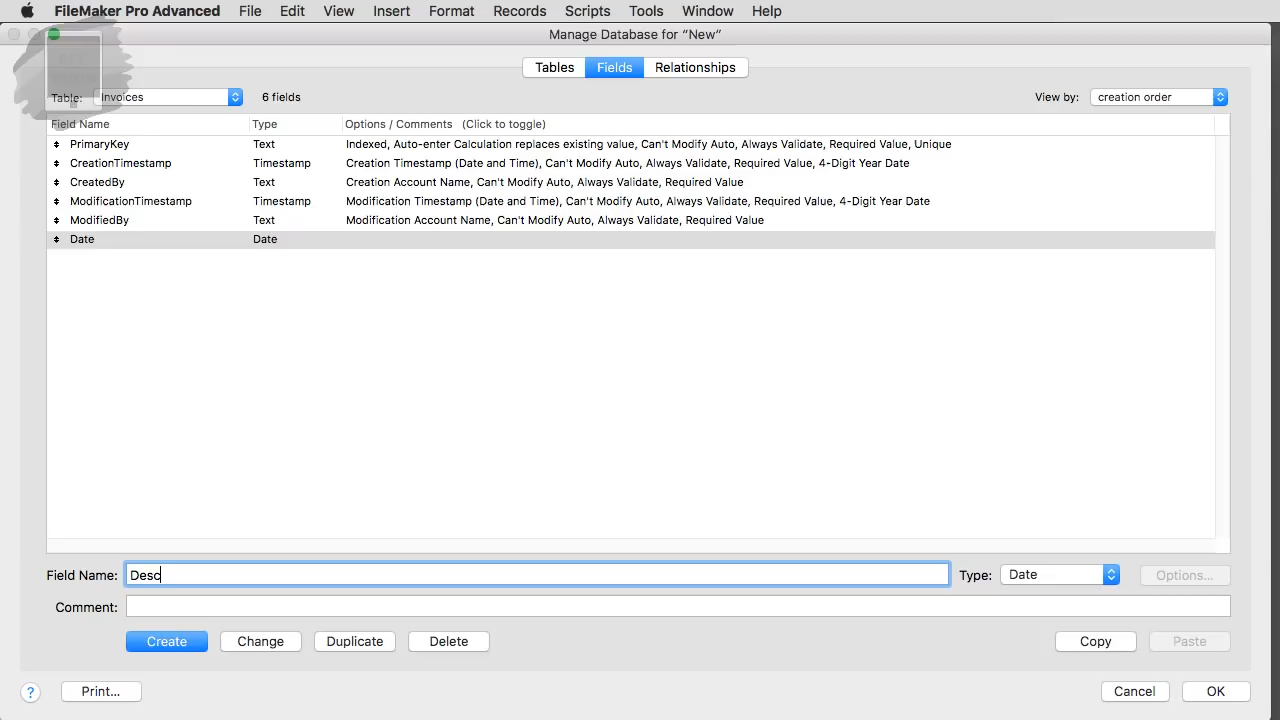 FileMaker Pro Advanced File Edit View Insert Format Records Scripts Tools Window Help
Manage Database for “New”
Tables Fields Relationships
Table: Invoices 6 fields View by: creation order
Field Name Type Options / Comments (Click to toggle)
PrimaryKey Text Indexed, Auto-enter Calculation replaces existing value, Can't Modify Auto, Always Validate, Required Value, Unique
CreationTimestamp Timestamp Creation Timestamp (Date and Time), Can't Modify Auto, Always Validate, Required Value, 4-Digit Year Date
CreatedBy Text Creation Account Name, Can't Modify Auto, Always Validate, Required Value
ModificationTimestamp Timestamp Modification Timestamp (Date and Time), Can't Modify Auto, Always Validate, Required Value, 4-Digit Year Date
ModifiedBy Text Modification Account Name, Can't Modify Auto, Always Validate, Required Value
Date Date
Field Name: Desc Type: Date Options...
Comment:
Create Change Duplicate Delete Copy Paste
? Print... Cancel OK